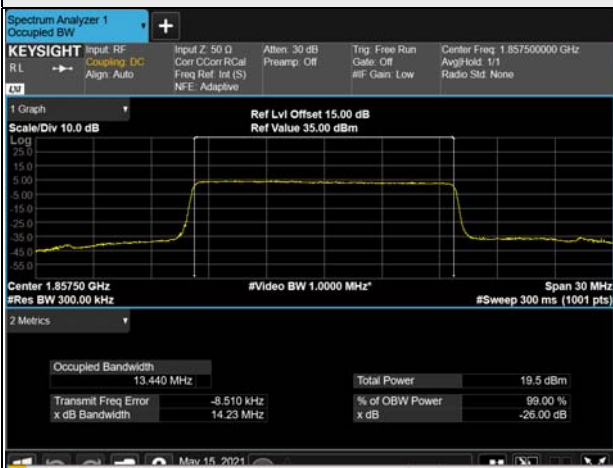 Spectrum Analyzer 1
Occupied BW
KEYSIGHT Input: RF Input Z: 50 Ω Atten: 30 dB Trig: Free Run Center Freq: 1.857500000 GHz
RL Coupling: DC Corr CCorr RCal Preamp: Off Gate: Off Avg|Hold: 1/1
Align: Auto Freq Ref: Int (S) #IF Gain: Low Radio Std: None
LXI NFE: Adaptive
1 Graph
Ref Lvl Offset 15.00 dB
Scale/Div 10.0 dB Ref Value 35.00 dBm
Log
25.0
15.0
5.00
-5.00
-15.0
-25.0
-35.0
-45.0
-55.0
Center 1.85750 GHz #Video BW 1.0000 MHz* Span 30 MHz
#Res BW 300.00 kHz #Sweep 300 ms (1001 pts)
2 Metrics
Occupied Bandwidth
13.440 MHz Total Power 19.5 dBm
Transmit Freq Error -8.510 kHz % of OBW Power 99.00 %
x dB Bandwidth 14.23 MHz x dB -26.00 dB
May 15, 2021